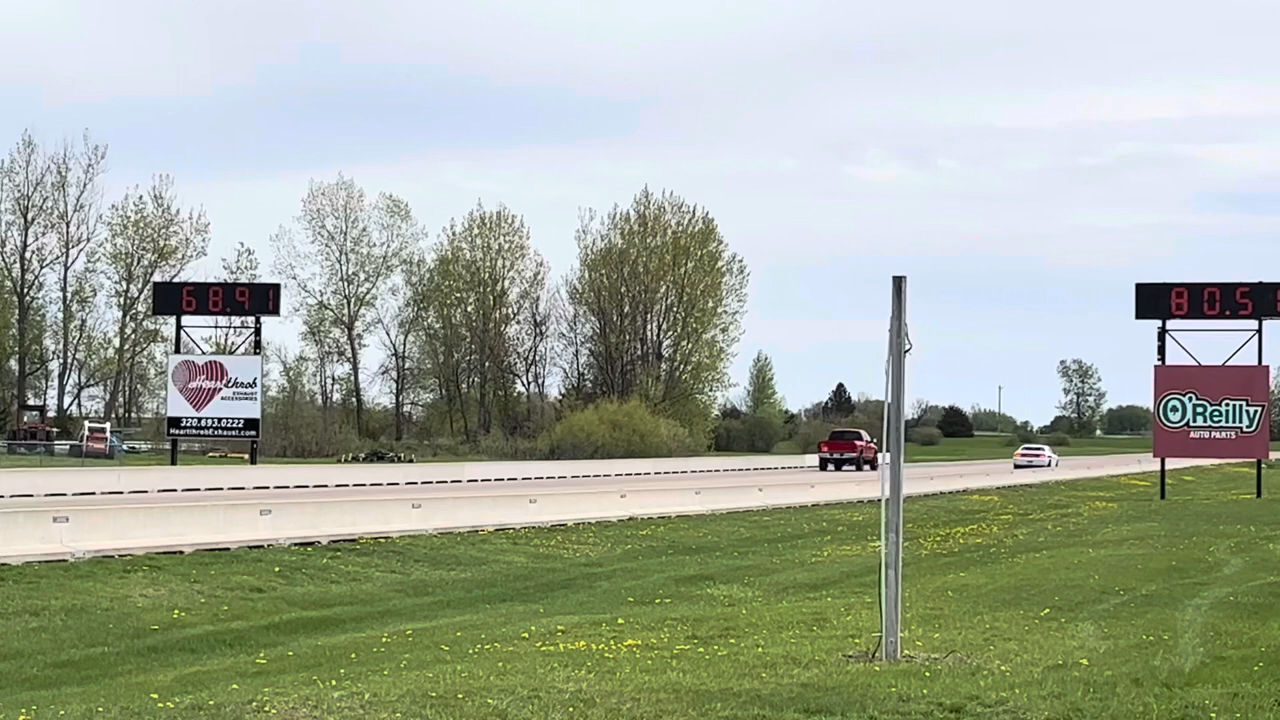 68.91
Heartthrob
EXHAUST
ACCESSORIES
320.693.0222
HeartthrobExhaust.com
80.5
O'Reilly
AUTO PARTS